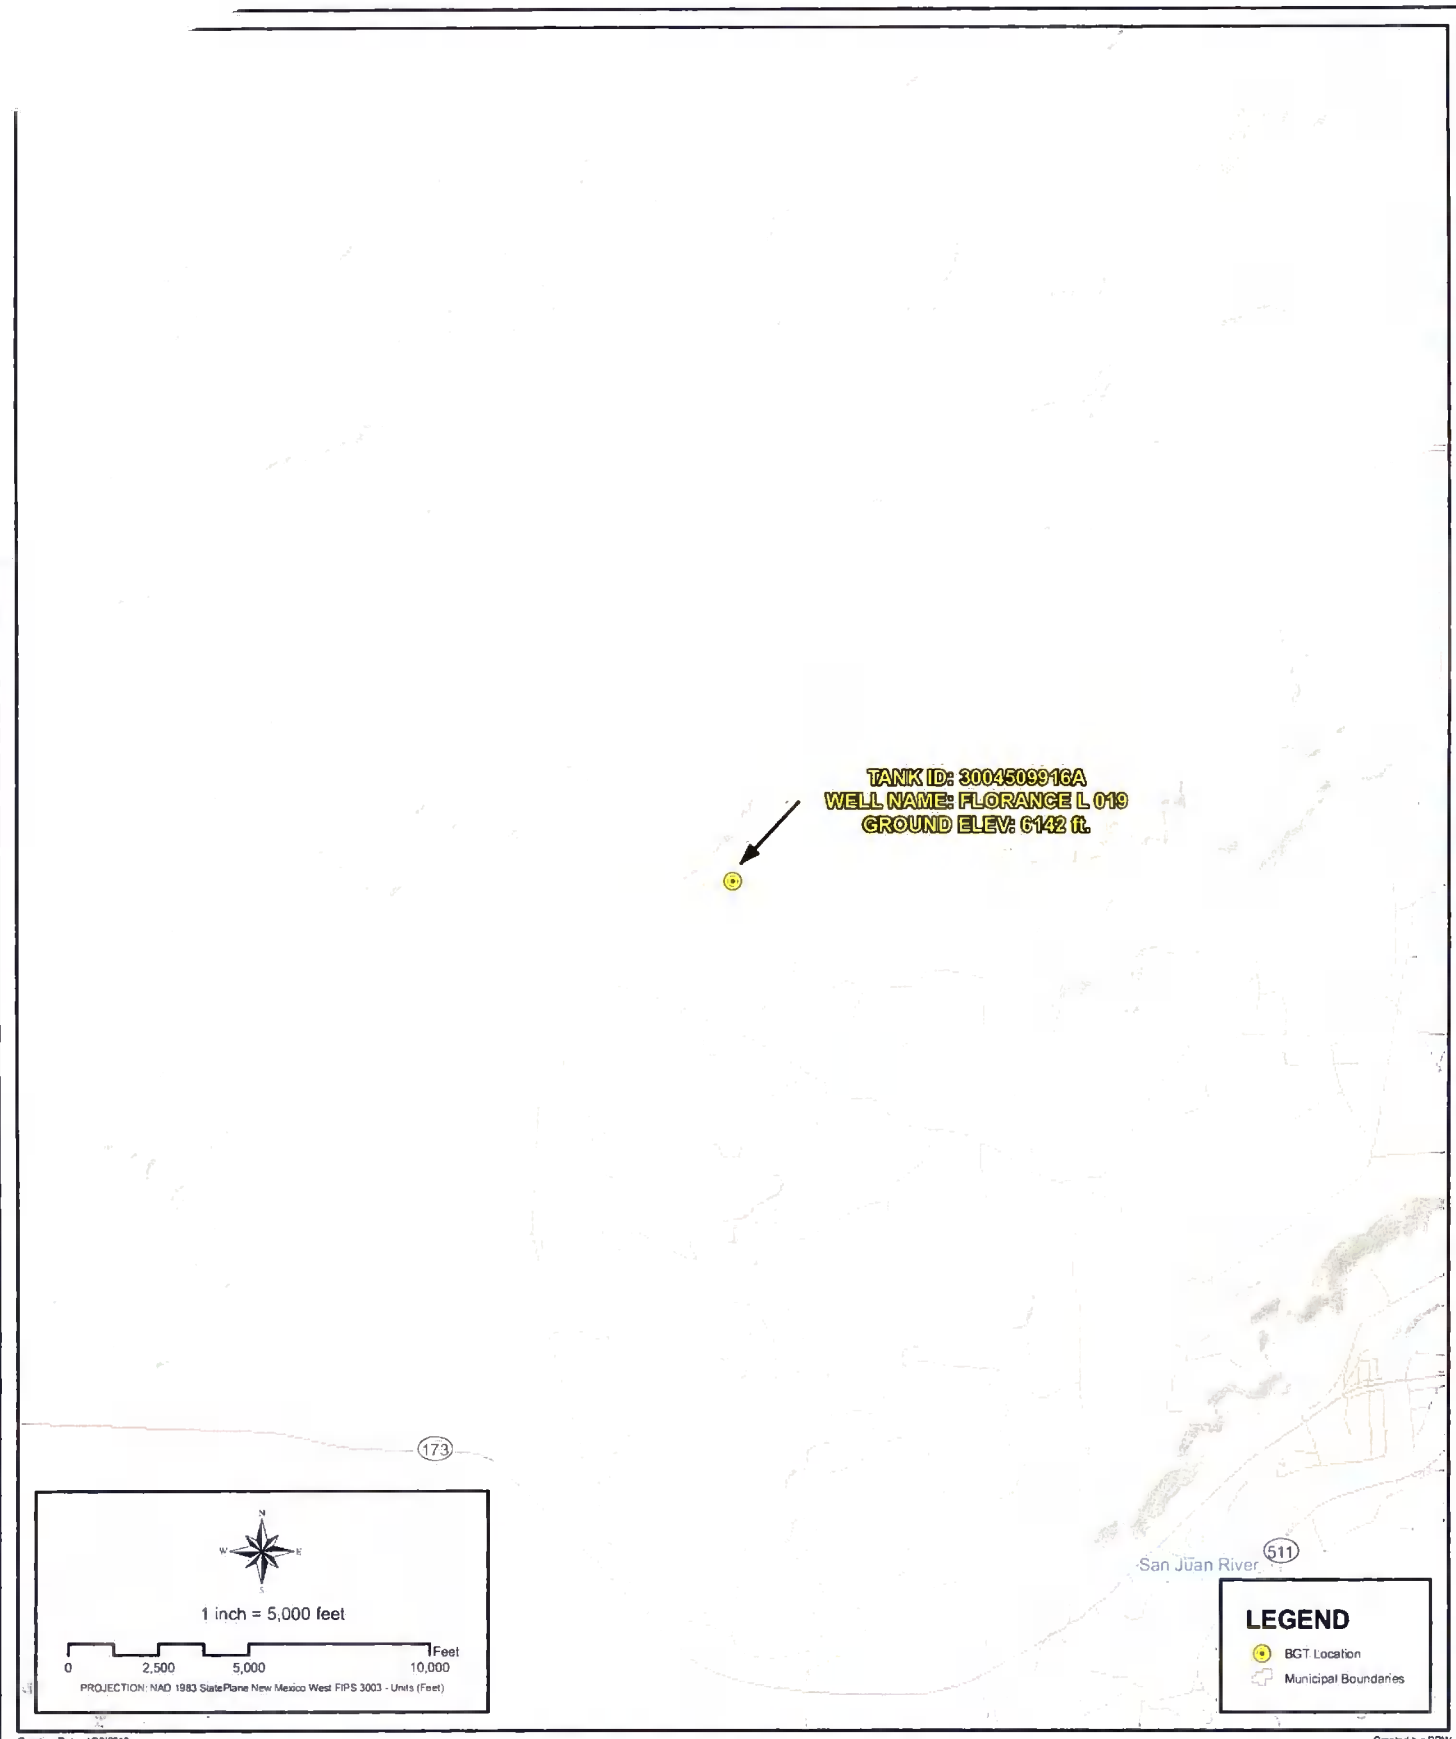 TANK ID: 3004509916A
WELL NAME: FLORANCE L 019
GROUND ELEV: 6142 ft.
173
N
W E
S
1 inch = 5,000 feet
Feet
0 2,500 5,000 10,000
PROJECTION: NAD 1983 StatePlane New Mexico West FIPS 3003 - Units (Feet)
511
San Juan River
LEGEND
BGT Location
Municipal Boundaries